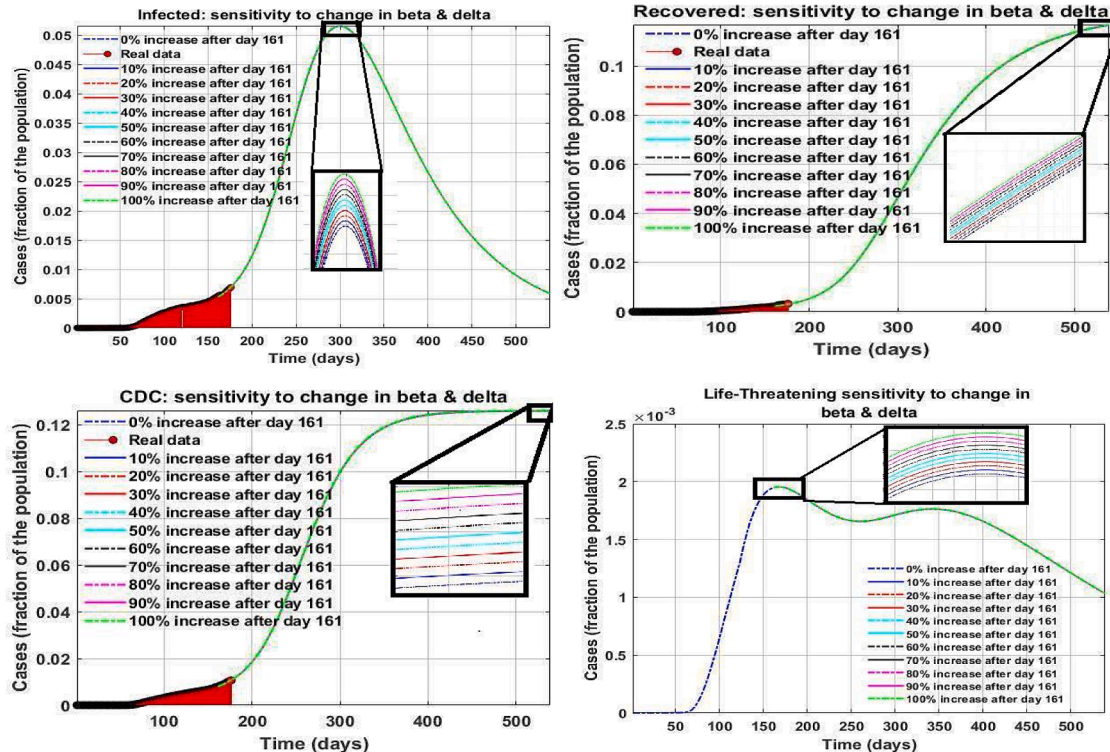 Infected: sensitivity to change in beta & delta
Cases (fraction of the population)
0.05
0.045
0.04
0.035
0.03
0.025
0.02
0.015
0.01
0.005
0
0% increase after day 161
Real data
10% increase after day 161
20% increase after day 161
30% increase after day 161
40% increase after day 161
50% increase after day 161
60% increase after day 161
70% increase after day 161
80% increase after day 161
90% increase after day 161
100% increase after day 161
50 100 150 200 250 300 350 400 450 500
Time (days)
Recovered: sensitivity to change in beta & delta
Cases (fraction of the population)
0.1
0.08
0.06
0.04
0.02
0
0% increase after day 161
Real data
10% increase after day 161
20% increase after day 161
30% increase after day 161
40% increase after day 161
50% increase after day 161
60% increase after day 161
70% increase after day 161
80% increase after day 161
90% increase after day 161
100% increase after day 161
100 200 300 400 500
Time (days)
CDC: sensitivity to change in beta & delta
Cases (fraction of the population)
0.12
0.1
0.08
0.06
0.04
0.02
0
0% increase after day 161
Real data
10% increase after day 161
20% increase after day 161
30% increase after day 161
40% increase after day 161
50% increase after day 161
60% increase after day 161
70% increase after day 161
80% increase after day 161
90% increase after day 161
100% increase after day 161
100 200 300 400 500
Time (days)
Life-Threatening sensitivity to change in
beta & delta
×10⁻³
Cases (fraction of the population)
2.5
2
1.5
1
0.5
0
0% increase after day 161
10% increase after day 161
20% increase after day 161
30% increase after day 161
40% increase after day 161
50% increase after day 161
60% increase after day 161
70% increase after day 161
80% increase after day 161
90% increase after day 161
100% increase after day 161
50 100 150 200 250 300 350 400 450 500
Time (days)